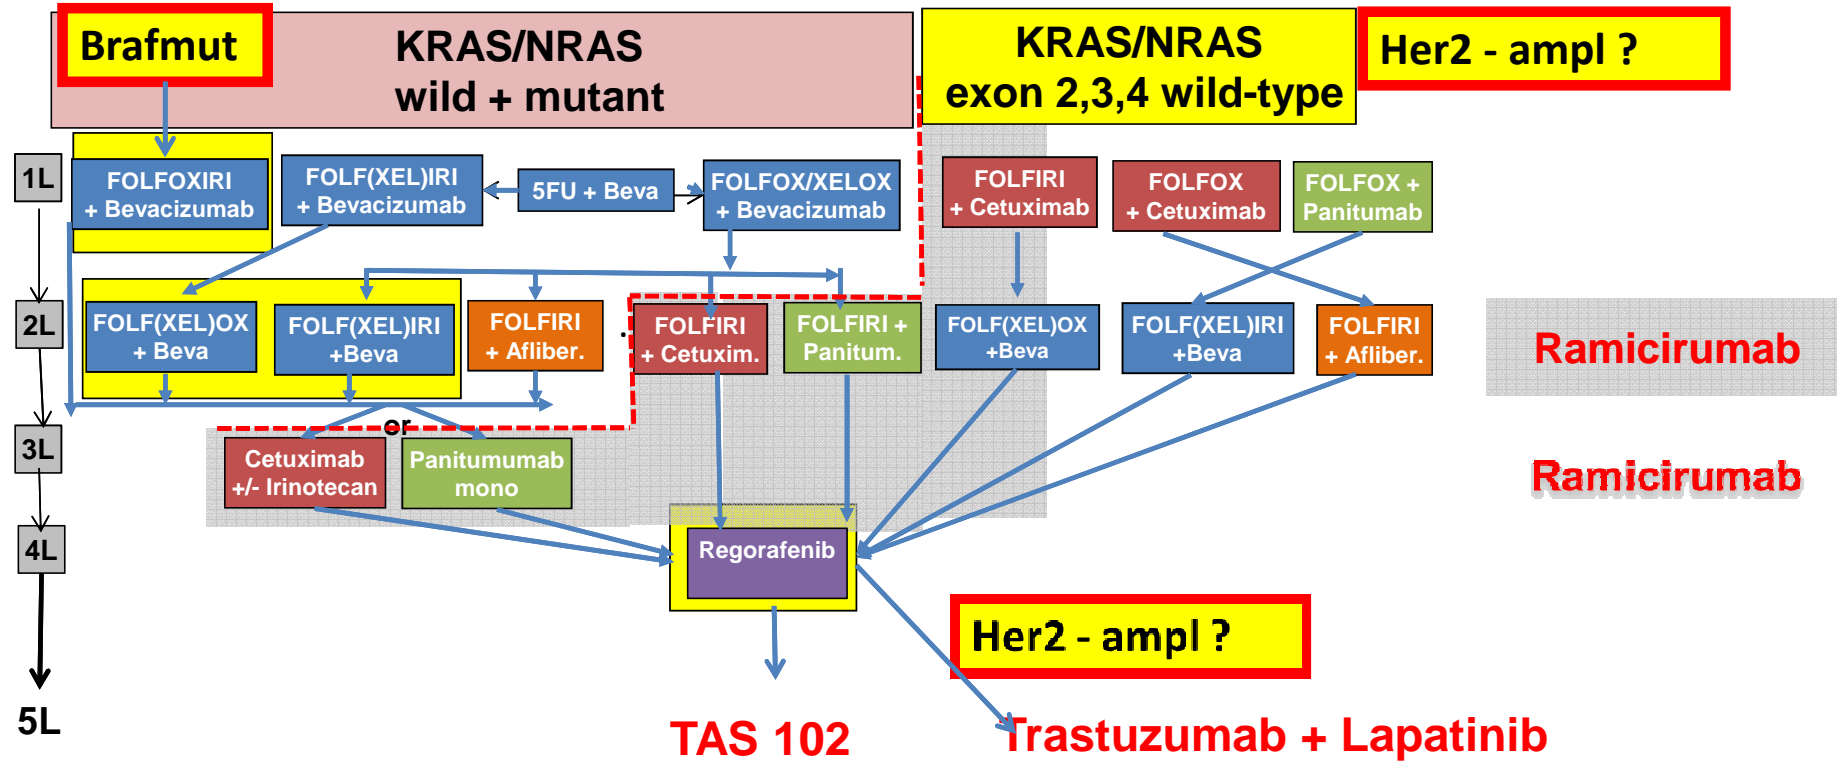 Brafmut
KRAS/NRAS
wild + mutant
KRAS/NRAS
exon 2,3,4 wild-type
Her2 - ampl ?
1L
FOLFOXIRI
+ Bevacizumab
FOLF(XEL)IRI
+ Bevacizumab
5FU + Beva
FOLFOX/XELOX
+ Bevacizumab
FOLFIRI
+ Cetuximab
FOLFOX
+ Cetuximab
FOLFOX +
Panitumab
2L
FOLF(XEL)OX
+ Beva
FOLF(XEL)IRI
+Beva
FOLFIRI
+ Afliber.
.
FOLFIRI
+ Cetuxim.
FOLFIRI +
Panitum.
FOLF(XEL)OX
+Beva
FOLF(XEL)IRI
+Beva
FOLFIRI
+ Afliber.
Ramicirumab
or
3L
Cetuximab
+/- Irinotecan
Panitumumab
mono
Ramicirumab
4L
Regorafenib
Her2 - ampl ?
5L
TAS 102
Trastuzumab + Lapatinib